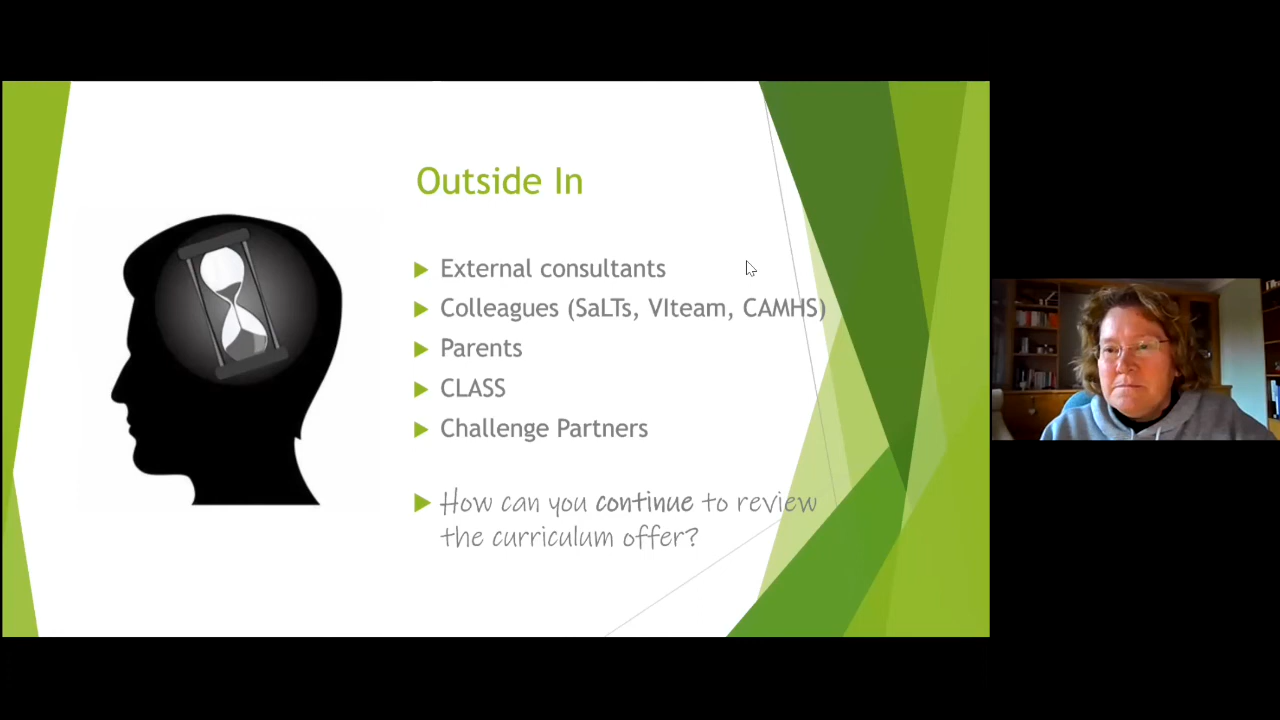 Outside In
External consultants
Colleagues (SaLTs, VIteam, CAMHS)
Parents
CLASS
Challenge Partners
How can you continue to review
the curriculum offer?